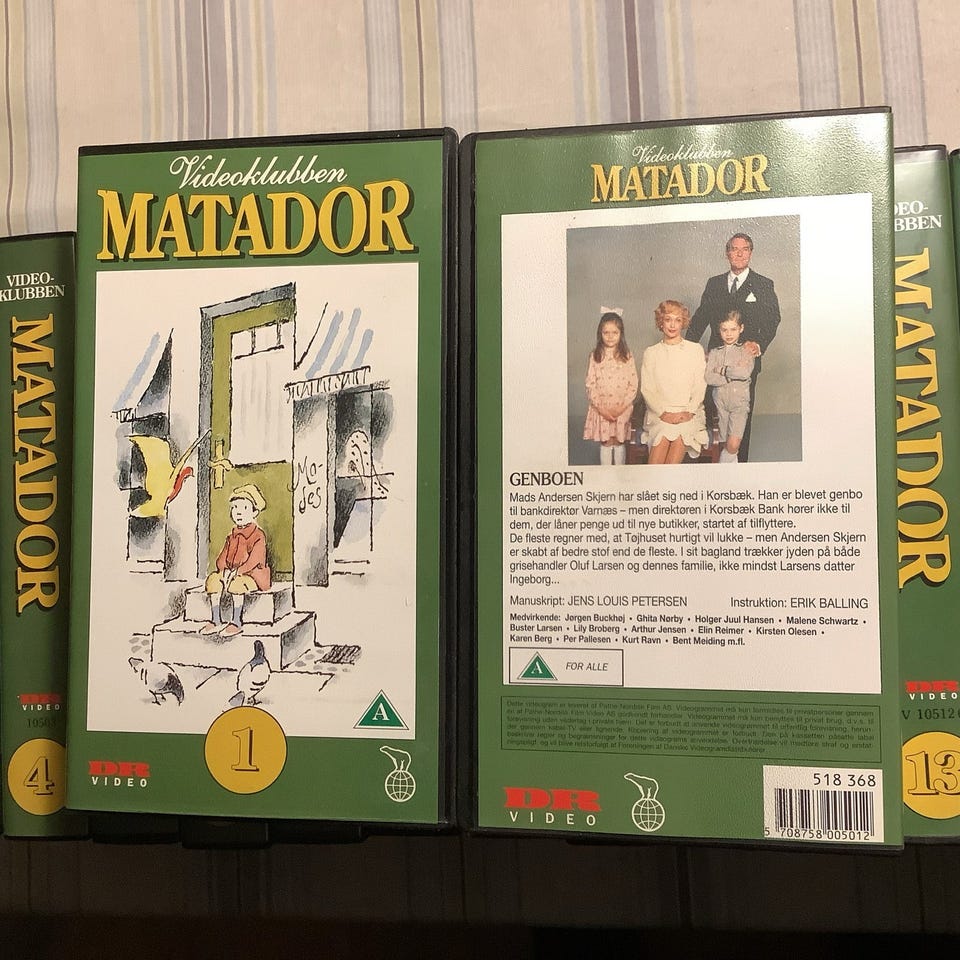 VIDEO-
KLUBBEN
MATADOR
DR
VIDEO
10503
4
Videoklubben
MATADOR
Mo-
des
A
1
DR
VIDEO
Videoklubben
MATADOR
GENBOEN
Mads Andersen Skjern har slået sig ned i Korsbæk. Han er blevet genbo
til bankdirektør Varnæs – men direktøren i Korsbæk Bank hører ikke til
dem, der låner penge ud til nye butikker, startet af tilflyttere.
De fleste regner med, at Tøjhuset hurtigt vil lukke – men Andersen Skjern
er skabt af bedre stof end de fleste. I sit bagland trækker jyden på både
grisehandler Oluf Larsen og dennes familie, ikke mindst Larsens datter
Ingeborg...
Manuskript: JENS LOUIS PETERSEN Instruktion: ERIK BALLING
Medvirkende: Jørgen Buckhøj • Ghita Nørby • Holger Juul Hansen • Malene Schwartz •
Buster Larsen • Lily Broberg • Arthur Jensen • Elin Reimer • Kirsten Olesen •
Karen Berg • Per Pallesen • Kurt Ravn • Bent Mejding m.fl.
A FOR ALLE
DR
VIDEO
518 368
5 708758 005012
DEO-
BBEN
MATADOR
DR
VIDEO
V 10512
13